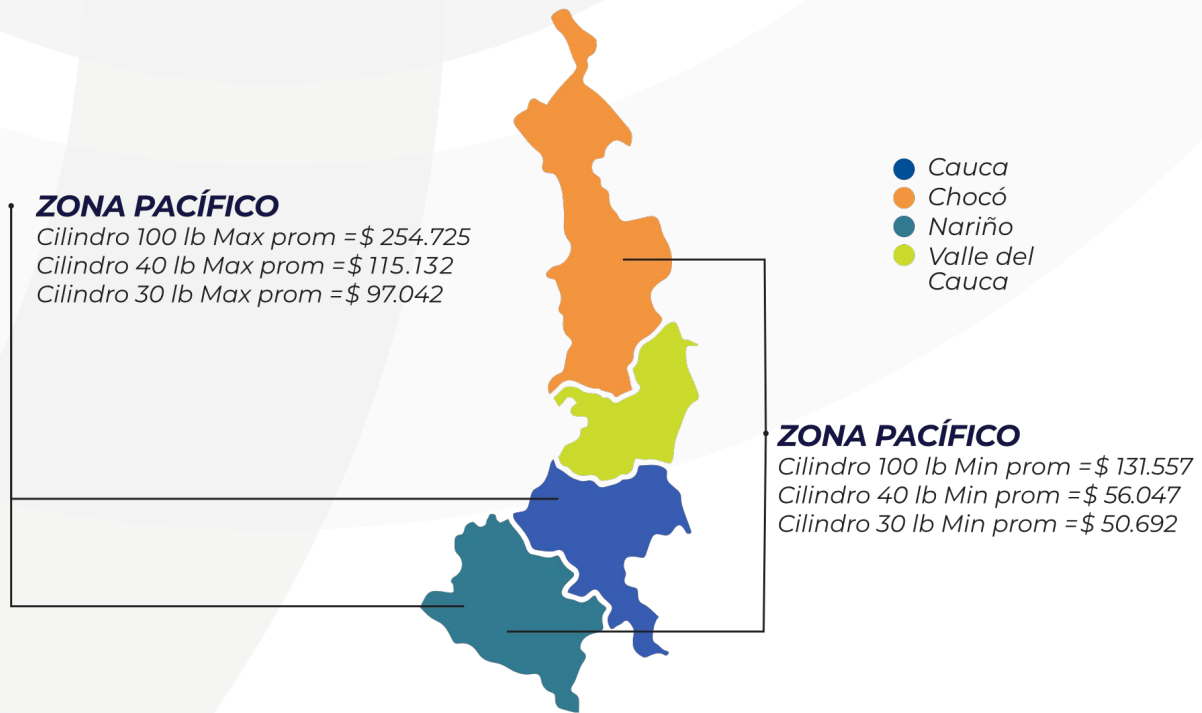 ZONA PACÍFICO
Cilindro 100 lb Max prom =$ 254.725
Cilindro 40 lb Max prom =$ 115.132
Cilindro 30 lb Max prom =$ 97.042
Cauca
Chocó
Nariño
Valle del
Cauca
ZONA PACÍFICO
Cilindro 100 lb Min prom =$ 131.557
Cilindro 40 lb Min prom =$ 56.047
Cilindro 30 lb Min prom =$ 50.692